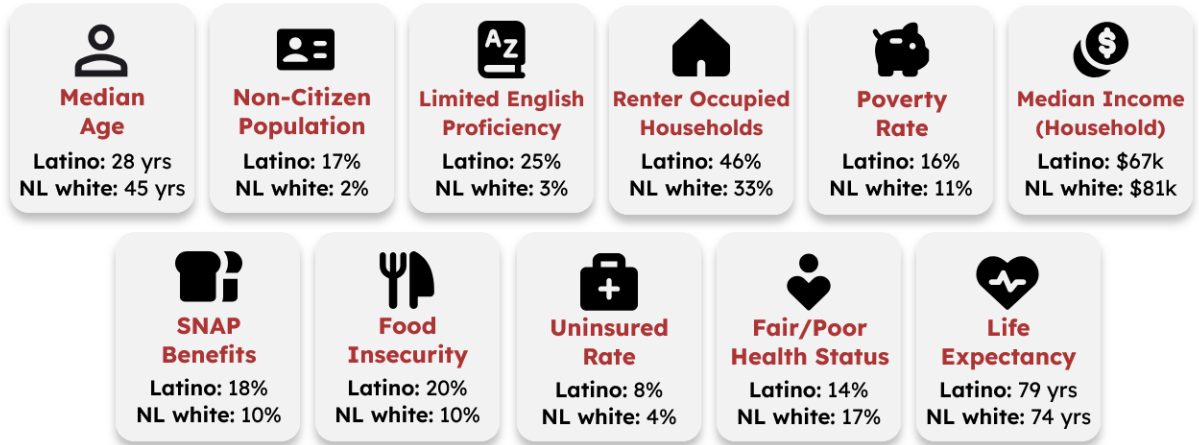 Median
Age
Latino: 28 yrs
NL white: 45 yrs
Non-Citizen
Population
Latino: 17%
NL white: 2%
A Z
Limited English
Proficiency
Latino: 25%
NL white: 3%
Renter Occupied
Households
Latino: 46%
NL white: 33%
Poverty
Rate
Latino: 16%
NL white: 11%
$
Median Income
(Household)
Latino: $67k
NL white: $81k
SNAP
Benefits
Latino: 18%
NL white: 10%
Food
Insecurity
Latino: 20%
NL white: 10%
Uninsured
Rate
Latino: 8%
NL white: 4%
Fair/Poor
Health Status
Latino: 14%
NL white: 17%
Life
Expectancy
Latino: 79 yrs
NL white: 74 yrs